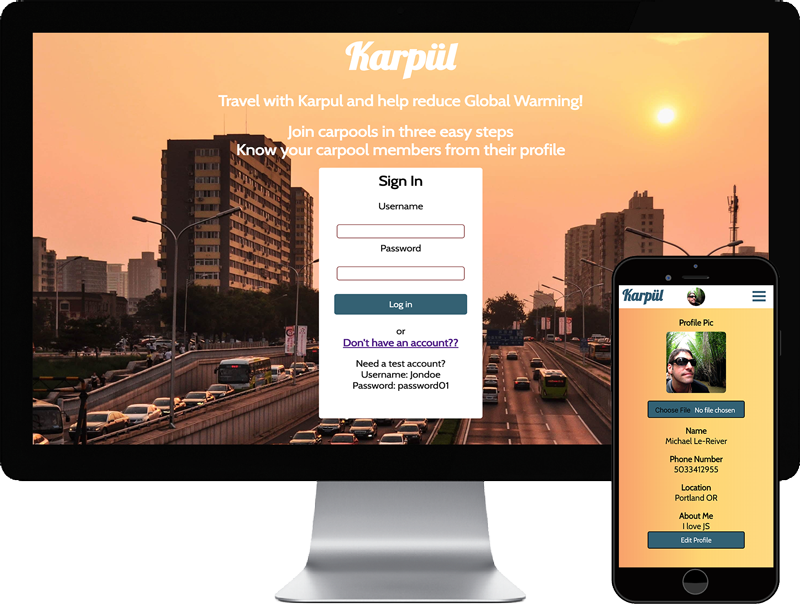 Karpül
Travel with Karpul and help reduce Global Warming!
Join carpools in three easy steps
Know your carpool members from their profile
Sign In
Username
Password
Log in
or
Don't have an account??
Need a test account?
Username: Jondoe
Password: password01
Karpül
Profile Pic
Choose File No file chosen
Name
Michael Le-Reiver
Phone Number
5033412955
Location
Portland OR
About Me
I love JS
Edit Profile